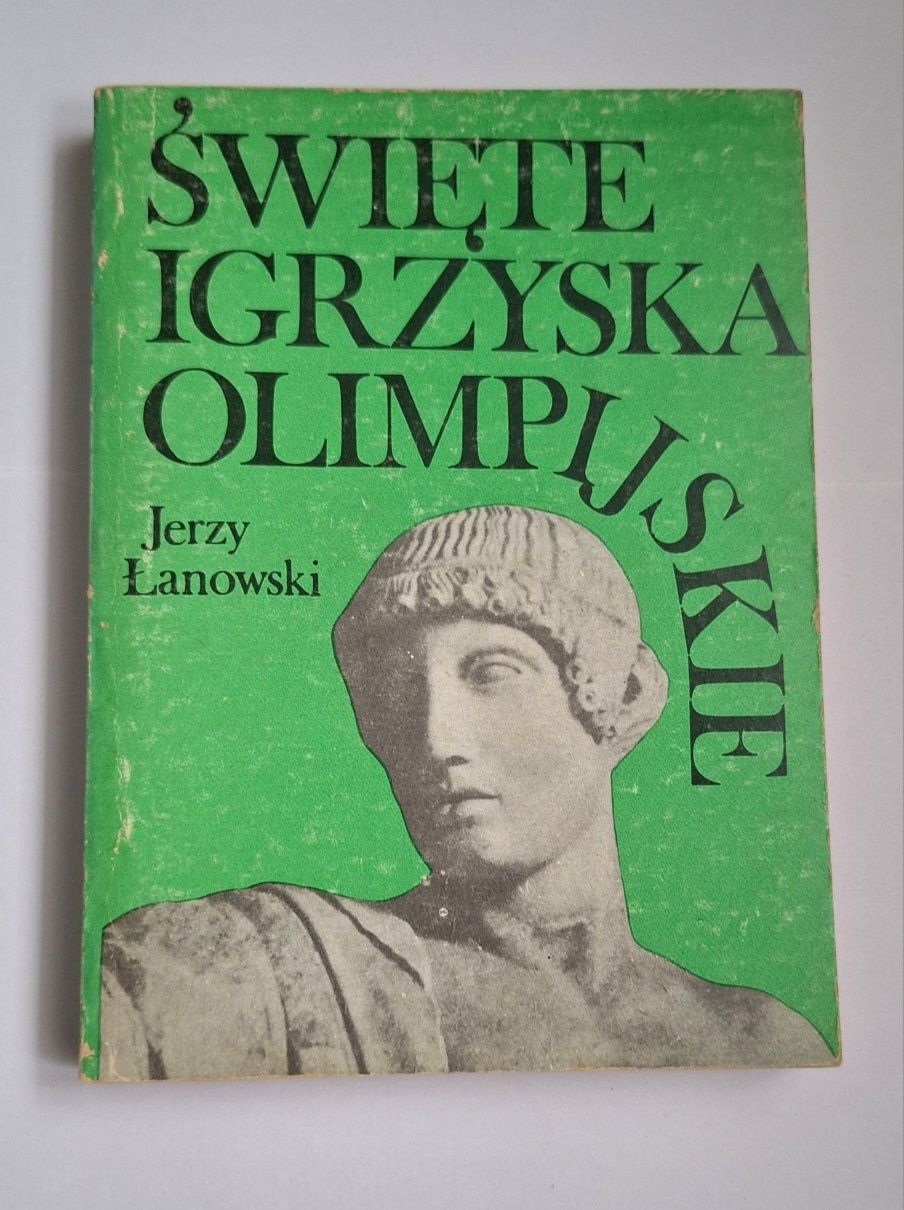 ŚWIĘTE
IGRZYSKA
OLIMPIJSKIE
Jerzy
Łanowski